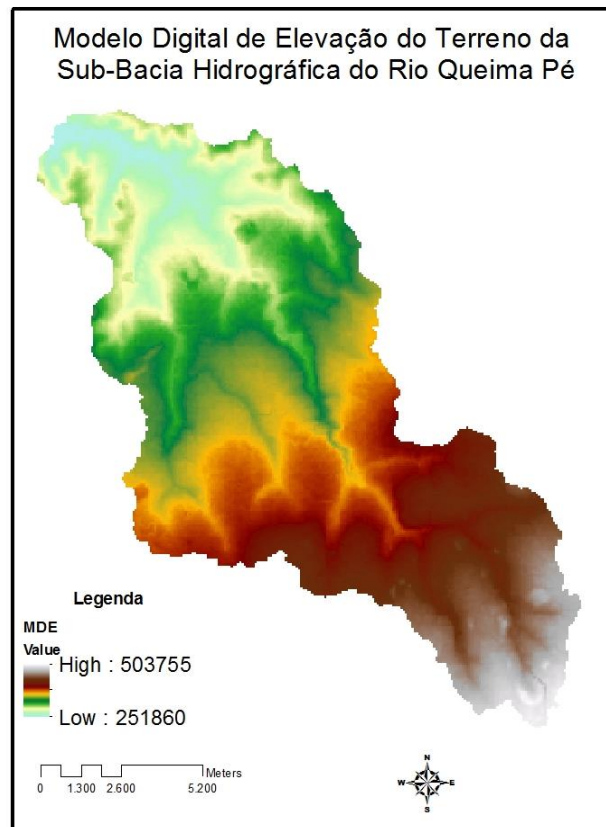 Modelo Digital de Elevação do Terreno da
Sub-Bacia Hidrográfica do Rio Queima Pé
Legenda
MDE
Value
High : 503755
Low : 251860
Meters
0 1.300 2.600 5.200
N
W E
S